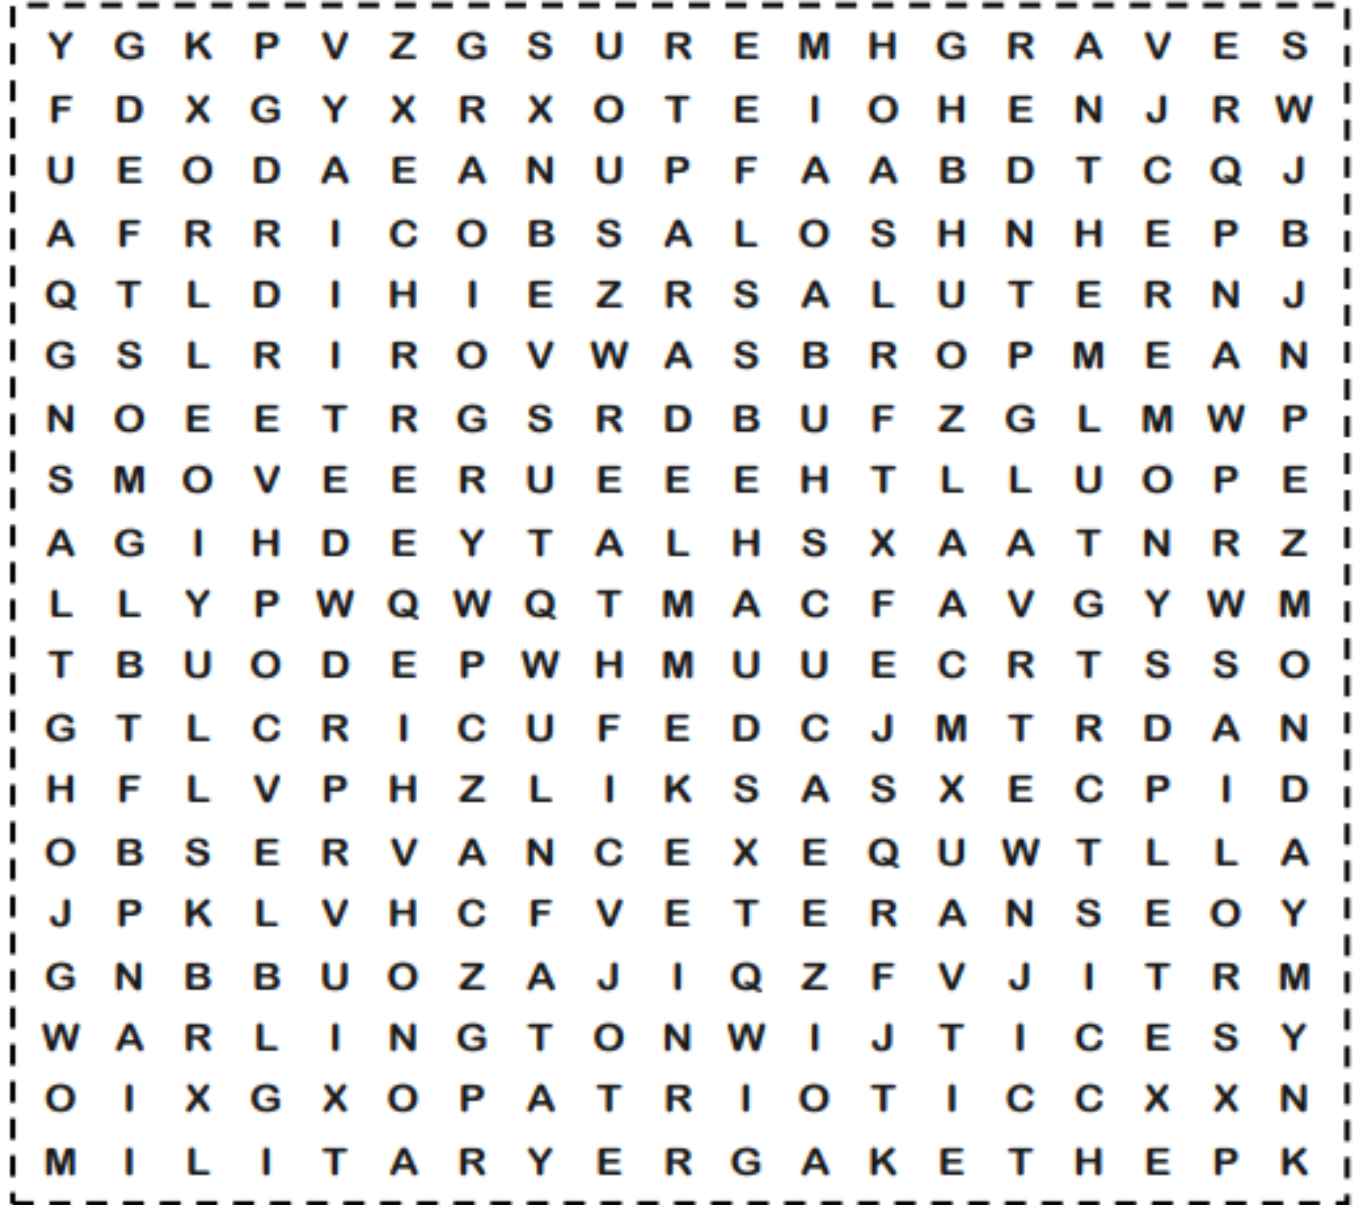 Y G K P V Z G S U R E M H G R A V E S
F D X G Y X R X O T E I O H E N J R W
U E O D A E A N U P F A A B D T C Q J
A F R R I C O B S A L O S H N H E P B
Q T L D I H I E Z R S A L U T E R N J
G S L R I R O V W A S B R O P M E A N
N O E E T R G S R D B U F Z G L M W P
S M O V E E R U E E E H T L L U O P E
A G I H D E Y T A L H S X A A T N R Z
L L Y P W Q W Q T M A C F A V G Y W M
T B U O D E P W H M U U E C R T S S O
G T L C R I C U F E D C J M T R D A N
H F L V P H Z L I K S A S X E C P I D
O B S E R V A N C E X E Q U W T L L A
J P K L V H C F V E T E R A N S E O Y
G N B B U O Z A J I Q Z F V J I T R M
W A R L I N G T O N W I J T I C E S Y
O I X G X O P A T R I O T I C C X X N
M I L I T A R Y E R G A K E T H E P K